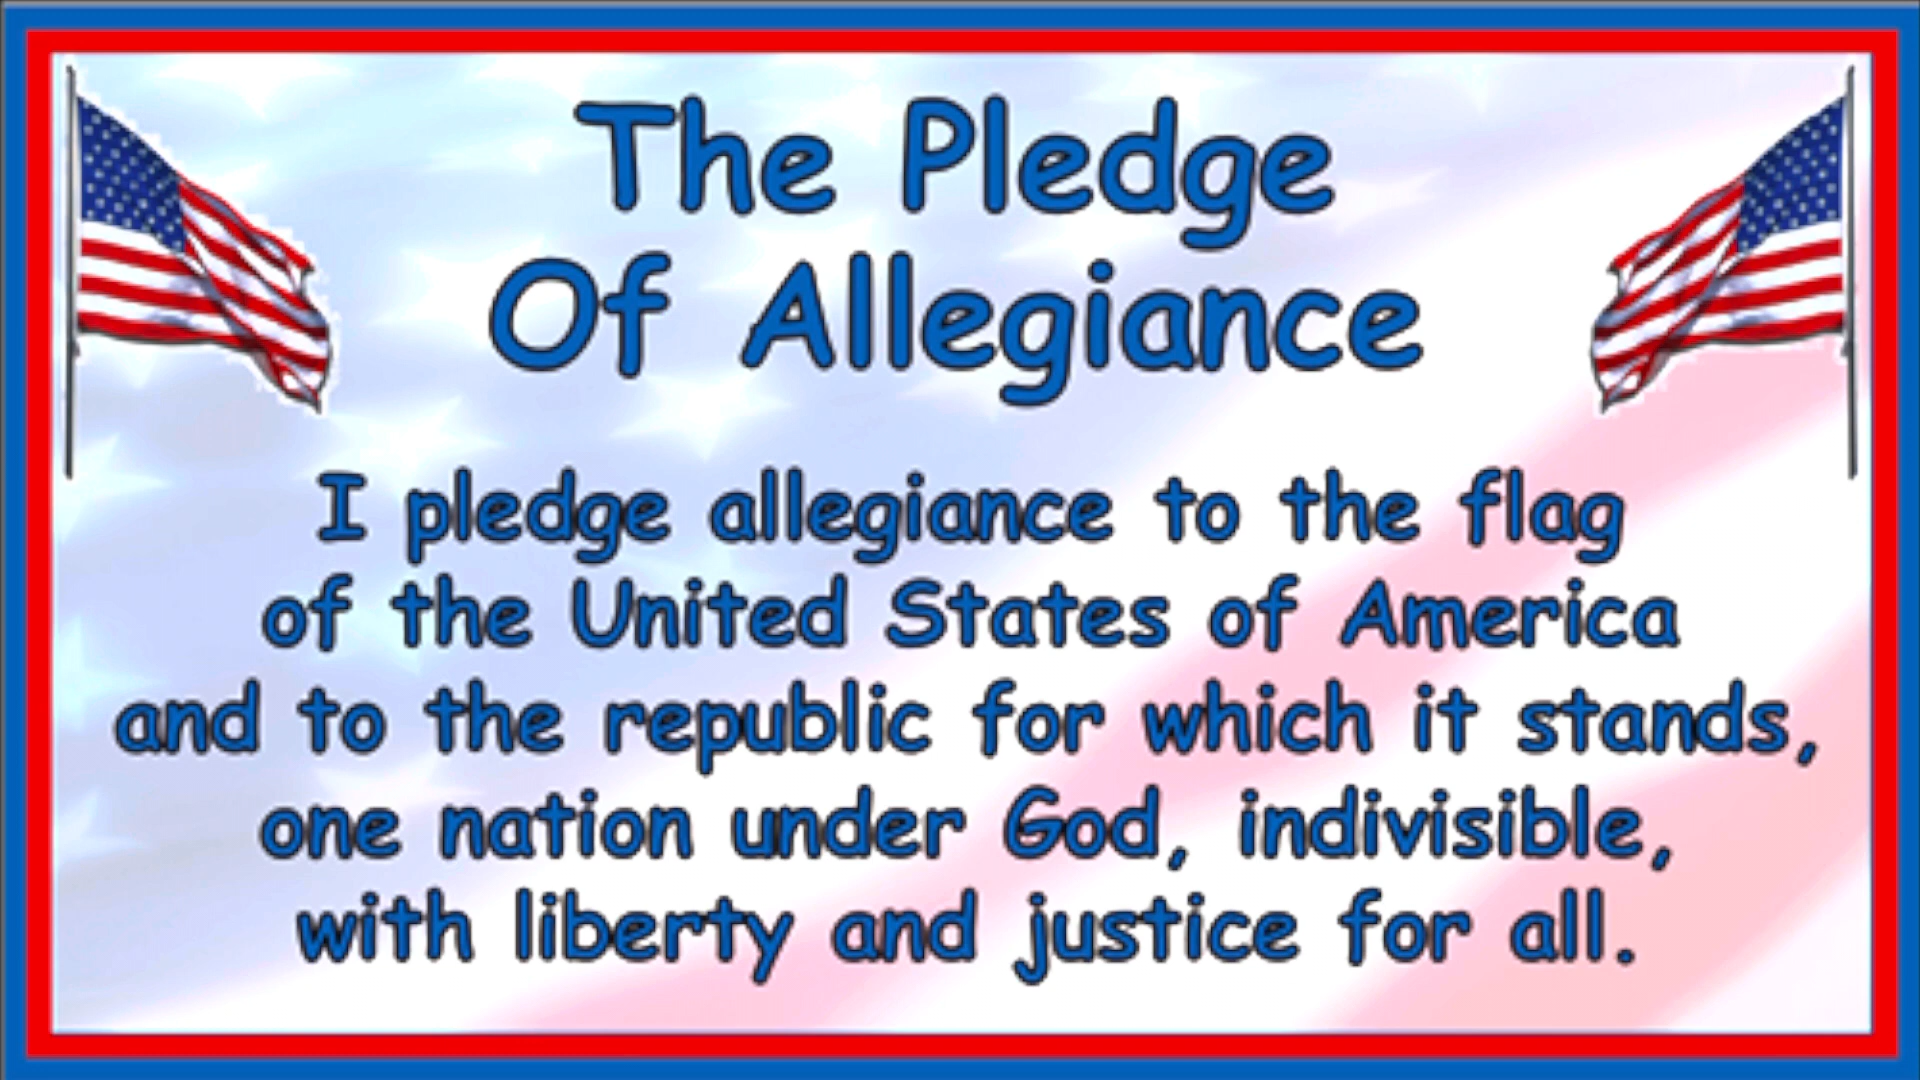 The Pledge
Of Allegiance
I pledge allegiance to the flag
of the United States of America
and to the republic for which it stands,
one nation under God, indivisible,
with liberty and justice for all.